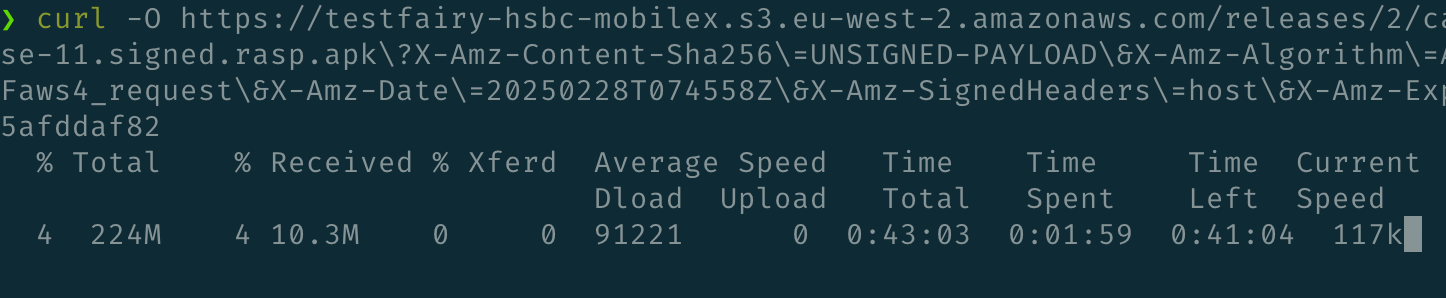 ❯ curl -O https://testfairy-hsbc-mobilex.s3.eu-west-2.amazonaws.com/releases/2/ca
se-11.signed.rasp.apk\?X-Amz-Content-Sha256\=UNSIGNED-PAYLOAD\&X-Amz-Algorithm\=A
Faws4_request\&X-Amz-Date\=20250228T074558Z\&X-Amz-SignedHeaders\=host\&X-Amz-Exp
5afddaf82
% Total % Received % Xferd Average Speed Time Time Time Current
Dload Upload Total Spent Left Speed
4 224M 4 10.3M 0 0 91221 0 0:43:03 0:01:59 0:41:04 117k